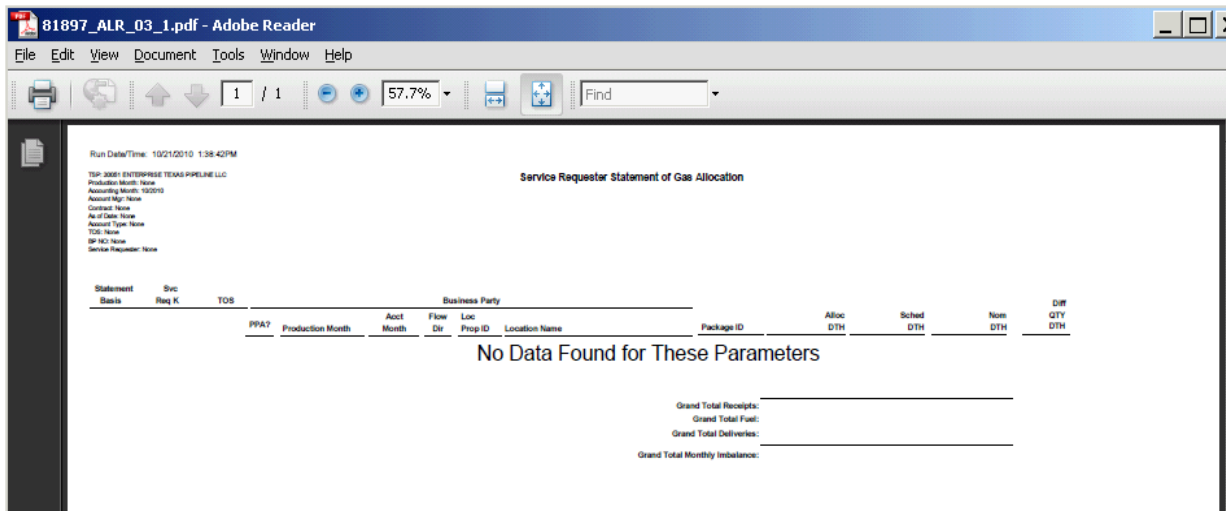 81897_ALR_03_1.pdf - Adobe Reader
File Edit View Document Tools Window Help
1 / 1 57.7% Find
Run Date/Time: 10/21/2010 1:38:42PM
TSP: 20051 ENTERPRISE TEXAS PIPELINE LLC
Service Requester Statement of Gas Allocation
Production Month: None
Accounting Month: 10/2010
Account Mgr: None
Contract: None
As of Date: None
Account Type: None
TOS: None
BP NO: None
Service Requester: None
Statement Svc
Basis Req K TOS Business Party Diff
Acct Flow Loc Alloc Sched Nom QTY
PPA? Production Month Month Dir Prop ID Location Name Package ID DTH DTH DTH DTH
No Data Found for These Parameters
Grand Total Receipts:
Grand Total Fuel:
Grand Total Deliveries:
Grand Total Monthly Imbalance: